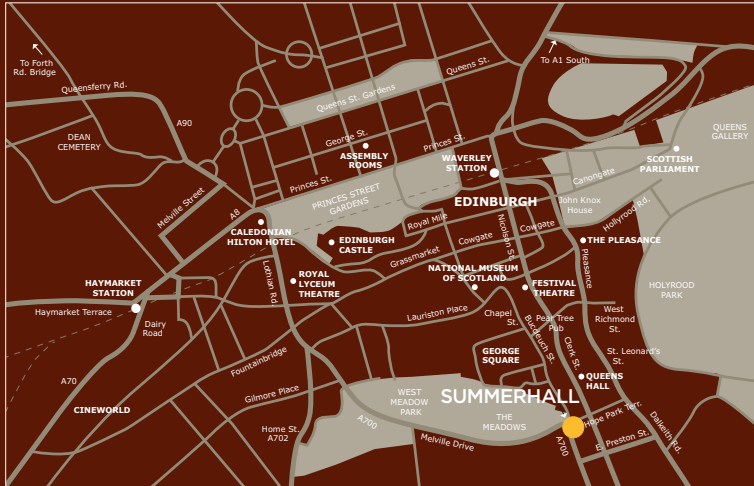 To Forth
Rd. Bridge
Queensferry Rd.
A90
DEAN
CEMETERY
Queens St. Gardens
Queens St.
To A1 South
QUEENS
GALLERY
George St.
ASSEMBLY
ROOMS
Princes St.
WAVERLEY
STATION
SCOTTISH
PARLIAMENT
Princes St.
PRINCES STREET
GARDENS
Canongate
Melville Street
A8
EDINBURGH
John Knox
House
Hollyrood Rd.
CALEDONIAN
HILTON HOTEL
EDINBURGH
CASTLE
Royal Mile
Cowgate
Nicolson St.
Cowgate
THE PLEASANCE
Grassmarket
Pleasance
HAYMARKET
STATION
Lothian Rd.
ROYAL
LYCEUM
THEATRE
NATIONAL MUSEUM
OF SCOTLAND
FESTIVAL
THEATRE
HOLYROOD
PARK
Haymarket Terrace
Dairy
Road
Lauriston Place
Chapel
St.
Pear Tree
Pub
West
Richmond
St.
Buccleuch St.
Clerk St.
St. Leonard's
St.
Fountainbridge
GEORGE
SQUARE
QUEENS
HALL
A70
Gilmore Place
CINEWORLD
WEST
MEADOW
PARK
SUMMERHALL
THE
MEADOWS
Hope Park Terr.
Dalkeith Rd.
Home St.
A702
A700
Melville Drive
A700
E. Preston St.